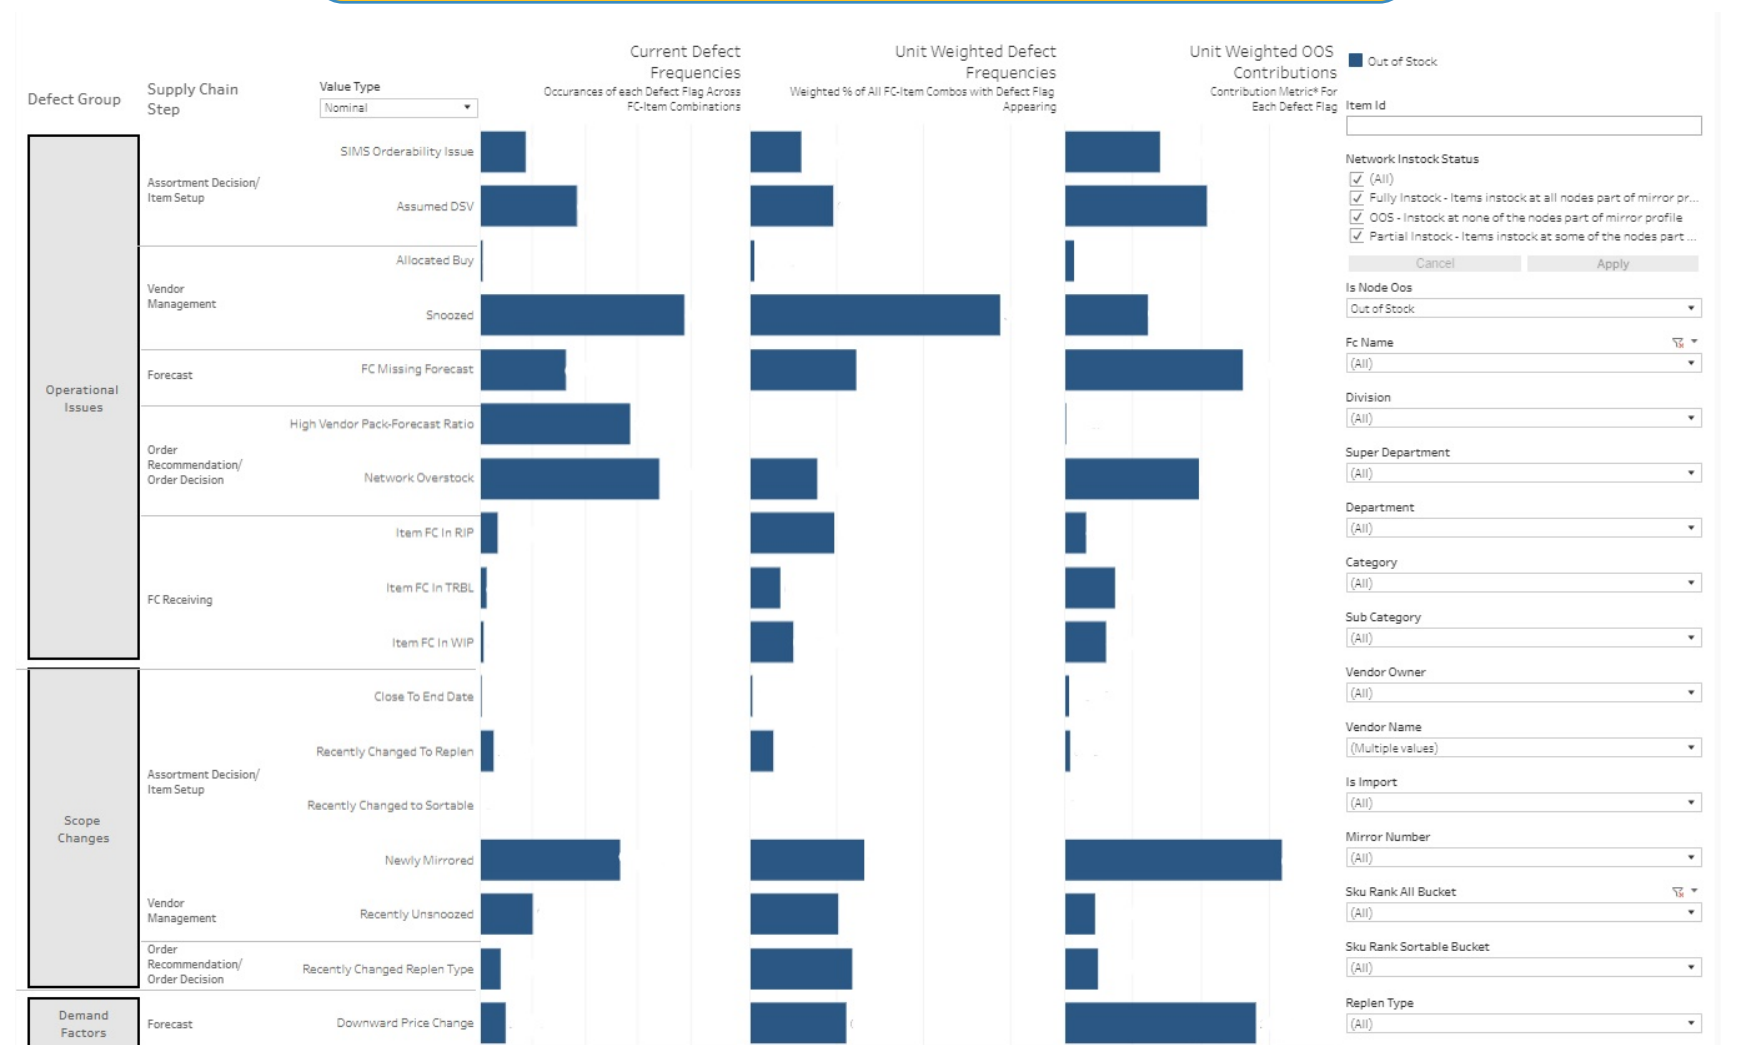 Defect Group
Supply Chain
Step
Value Type
Nominal
Current Defect
Frequencies
Occurances of each Defect Flag Across
FC-Item Combinations
Unit Weighted Defect
Frequencies
Weighted % of All FC-Item Combos with Defect Flag
Appearing
Unit Weighted OOS
Contributions
Contribution Metric* For
Each Defect Flag
Operational
Issues
Assortment Decision/
Item Setup
SIMS Orderability Issue
Assumed DSV
Vendor
Management
Allocated Buy
Snoozed
Forecast
FC Missing Forecast
Order
Recommendation/
Order Decision
High Vendor Pack-Forecast Ratio
Network Overstock
FC Receiving
Item FC In RIP
Item FC In TRBL
Item FC In WIP
Scope
Changes
Assortment Decision/
Item Setup
Close To End Date
Recently Changed To Replen
Recently Changed to Sortable
Newly Mirrored
Vendor
Management
Recently Unsnoozed
Order
Recommendation/
Order Decision
Recently Changed Replen Type
Demand
Factors
Forecast
Downward Price Change
Out of Stock
Item Id
Network Instock Status
(All)
Fully Instock - Items instock at all nodes part of mirror pr...
OOS - Instock at none of the nodes part of mirror profile
Partial Instock - Items instock at some of the nodes part ...
Cancel
Apply
Is Node Oos
Out of Stock
Fc Name
(All)
Division
(All)
Super Department
(All)
Department
(All)
Category
(All)
Sub Category
(All)
Vendor Owner
(All)
Vendor Name
(Multiple values)
Is Import
(All)
Mirror Number
(All)
Sku Rank All Bucket
(All)
Sku Rank Sortable Bucket
(All)
Replen Type
(All)